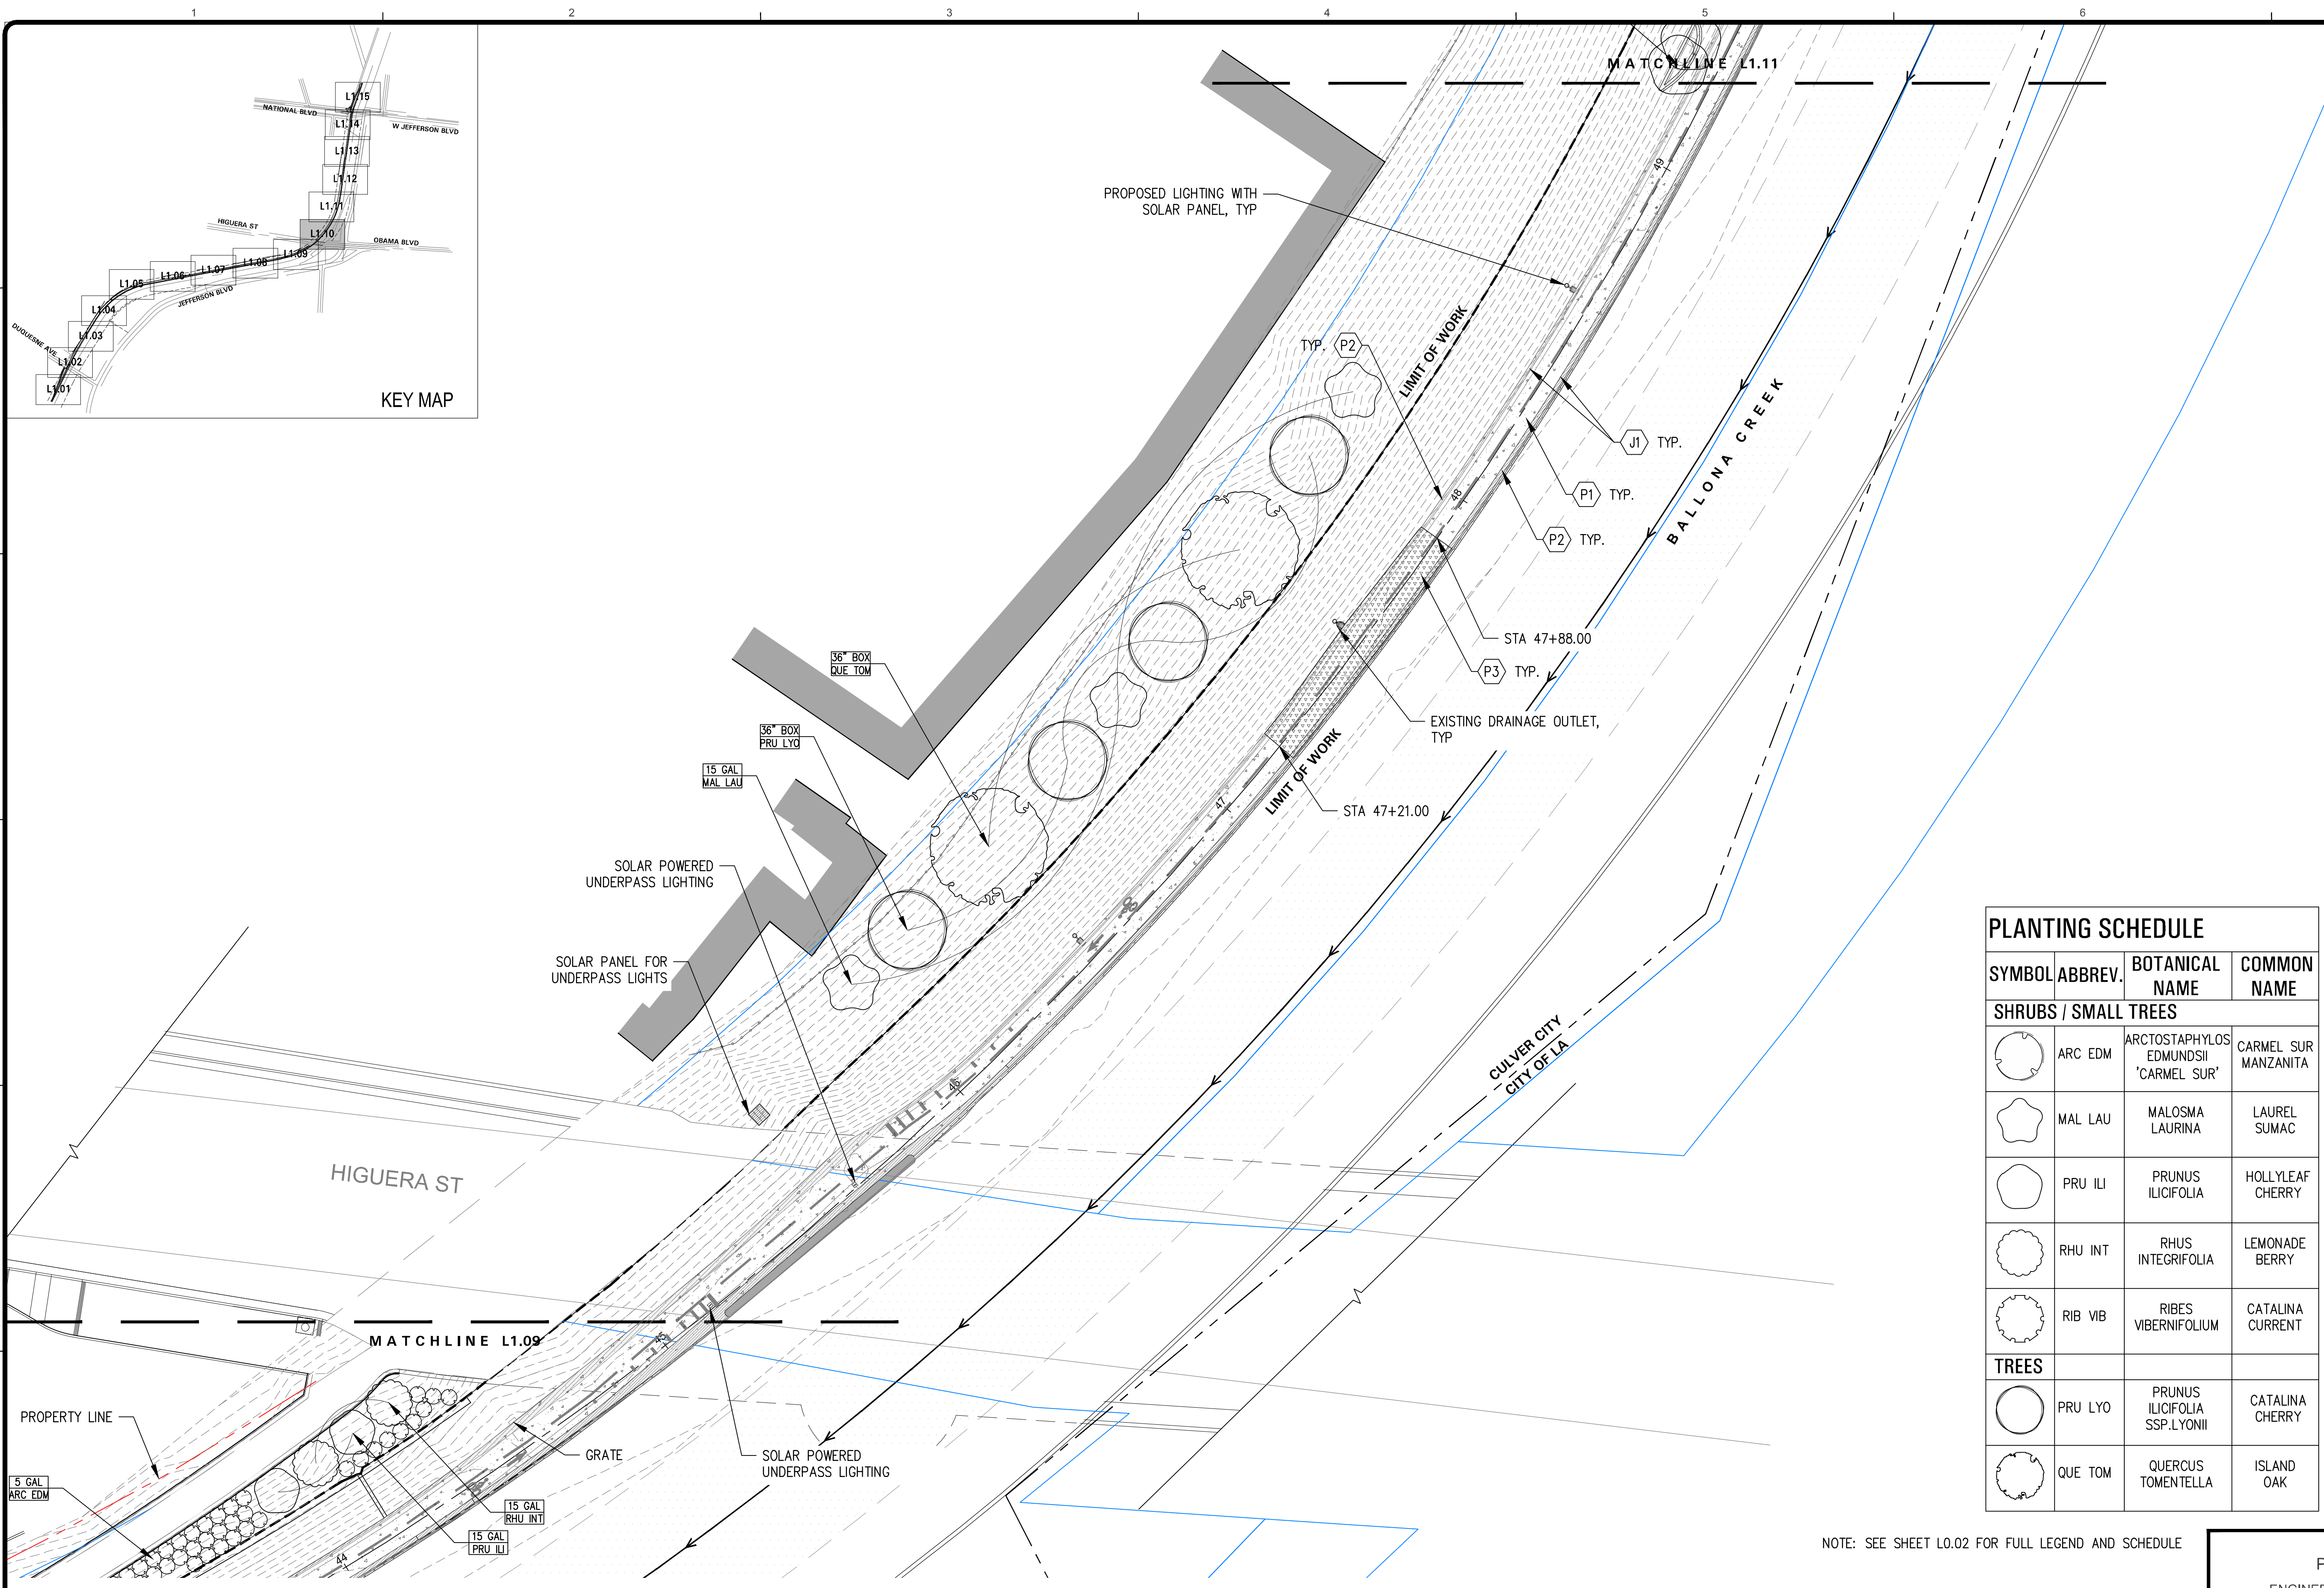 1 2 3 4 5 6
L1.15
NATIONAL BLVD
W JEFFERSON BLVD
L1.14
L1.13
L1.12
L1.11
HIGUERA ST
L1.10
OBAMA BLVD
L1.09
L1.08
L1.07
L1.06
L1.05
JEFFERSON BLVD
L1.04
DUQUESNE AVE
L1.03
L1.02
L1.01
KEY MAP
MATCHLINE L1.11
49
PROPOSED LIGHTING WITH
SOLAR PANEL, TYP
TYP. P2
LIMIT OF WORK
J1 TYP.
BALLONA CREEK
48
P1 TYP.
P2 TYP.
STA 47+88.00
P3 TYP.
EXISTING DRAINAGE OUTLET,
TYP
36" BOX
QUE TOM
36" BOX
PRU LYO
15 GAL
MAL LAU
LIMIT OF WORK
47
STA 47+21.00
SOLAR POWERED
UNDERPASS LIGHTING
SOLAR PANEL FOR
UNDERPASS LIGHTS
CULVER CITY
CITY OF LA
46
HIGUERA ST
MATCHLINE L1.09
45
PROPERTY LINE
GRATE
SOLAR POWERED
UNDERPASS LIGHTING
5 GAL
ARC EDM
15 GAL
RHU INT
15 GAL
PRU ILI
44
PLANTING SCHEDULE
SYMBOL ABBREV. BOTANICAL NAME COMMON NAME
SHRUBS / SMALL TREES
ARC EDM ARCTOSTAPHYLOS EDMUNDSII 'CARMEL SUR' CARMEL SUR MANZANITA
MAL LAU MALOSMA LAURINA LAUREL SUMAC
PRU ILI PRUNUS ILICIFOLIA HOLLYLEAF CHERRY
RHU INT RHUS INTEGRIFOLIA LEMONADE BERRY
RIB VIB RIBES VIBERNIFOLIUM CATALINA CURRENT
TREES
PRU LYO PRUNUS ILICIFOLIA SSP.LYONII CATALINA CHERRY
QUE TOM QUERCUS TOMENTELLA ISLAND OAK
NOTE: SEE SHEET L0.02 FOR FULL LEGEND AND SCHEDULE